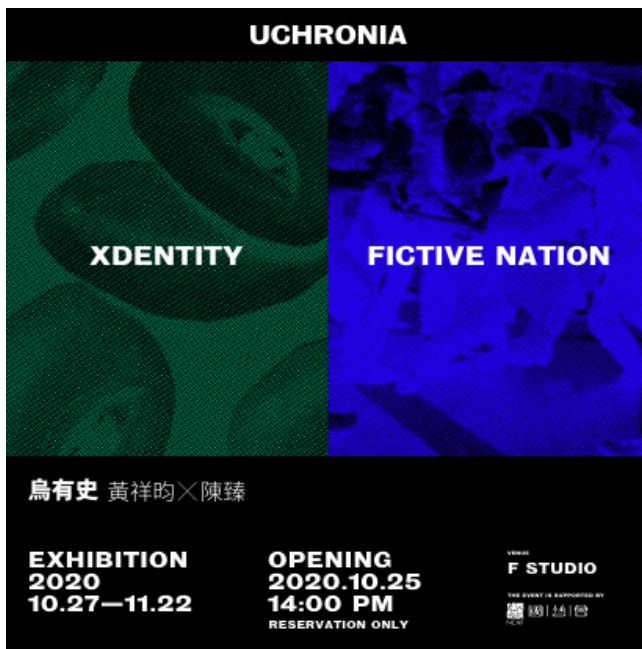 UCHRONIA
XDENTITY
FICTIVE NATION
烏有史 黃祥昀╳陳臻
EXHIBITION
2020
10.27—11.22
OPENING
2020.10.25
14:00 PM
RESERVATION ONLY
VENUE
F STUDIO
THE EVENT IS SUPPORTED BY